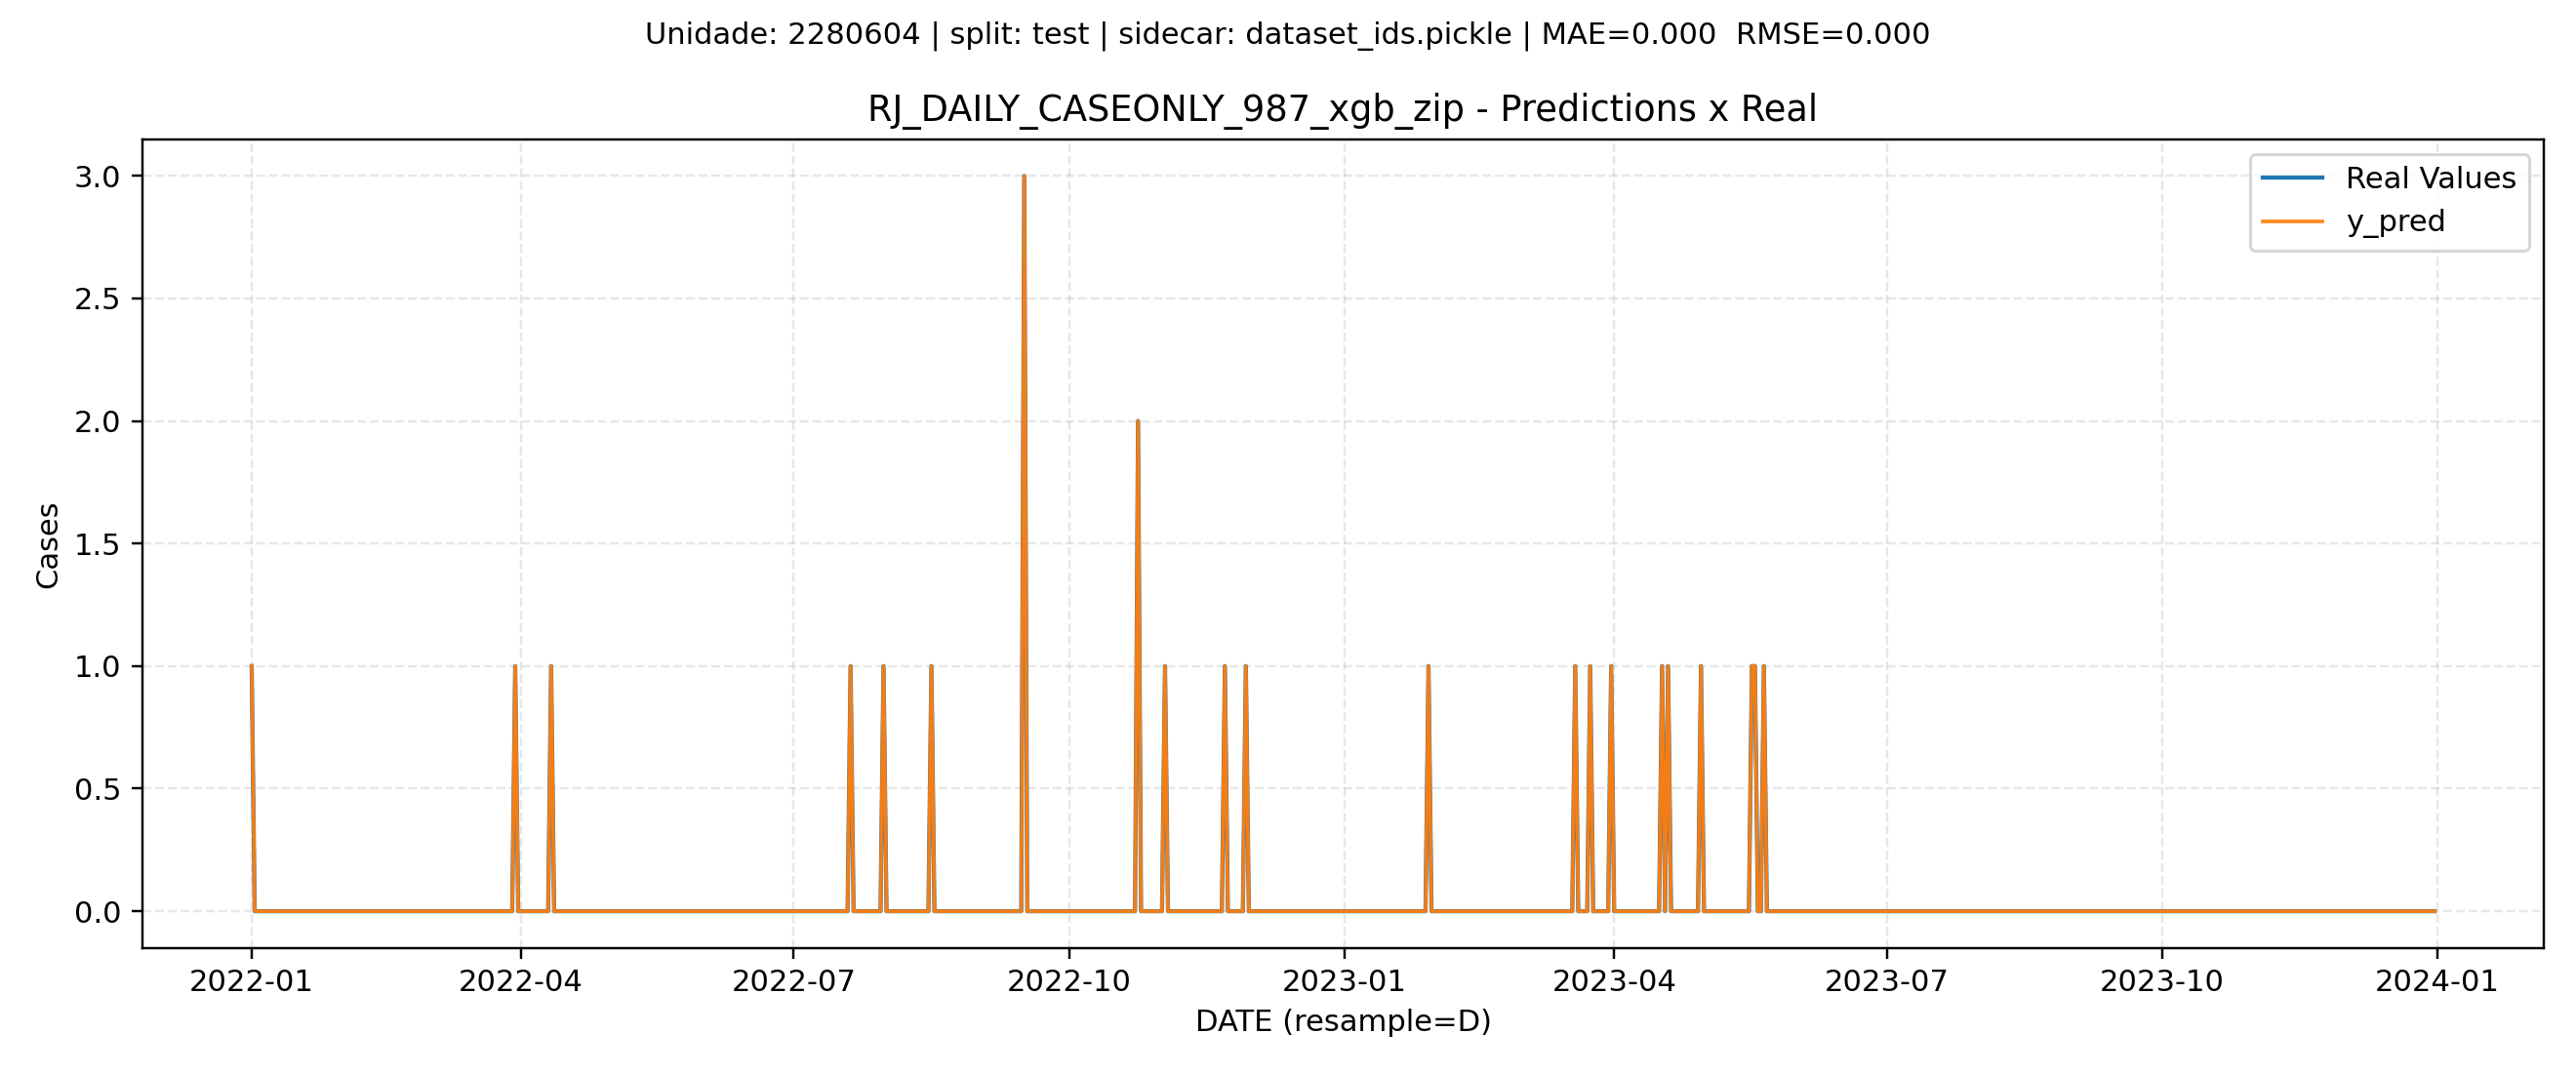 Unidade: 2280604 | split: test | sidecar: dataset_ids.pickle | MAE=0.000  RMSE=0.000
RJ_DAILY_CASEONLY_987_xgb_zip - Predictions x Real
Real Values
y_pred
Cases
3.0
2.5
2.0
1.5
1.0
0.5
0.0
2022-01 2022-04 2022-07 2022-10 2023-01 2023-04 2023-07 2023-10 2024-01
DATE (resample=D)